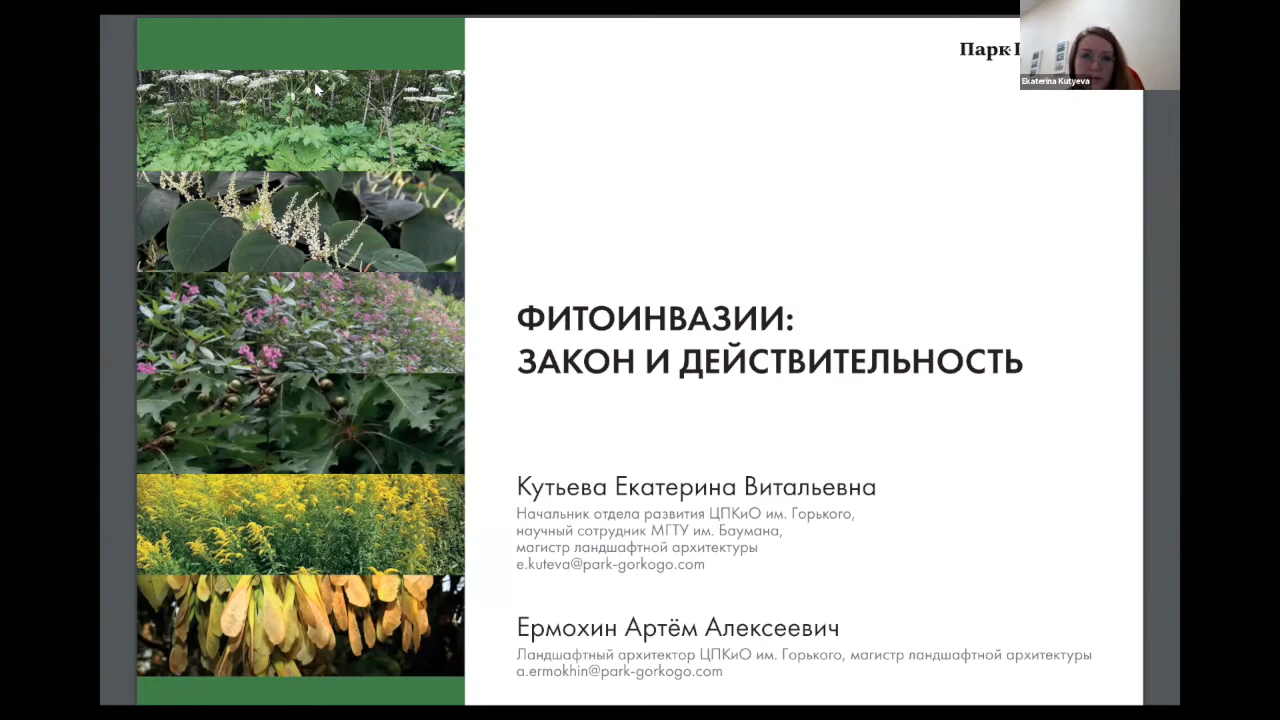 Парк
Ekaterina Kutyeva
ФИТОИНВАЗИИ:
ЗАКОН И ДЕЙСТВИТЕЛЬНОСТЬ
Кутьева Екатерина Витальевна
Начальник отдела развития ЦПКиО им. Горького,
научный сотрудник МГТУ им. Баумана,
магистр ландшафтной архитектуры
e.kuteva@park-gorkogo.com
Ермохин Артём Алексеевич
Ландшафтный архитектор ЦПКиО им. Горького, магистр ландшафтной архитектуры
a.ermokhin@park-gorkogo.com